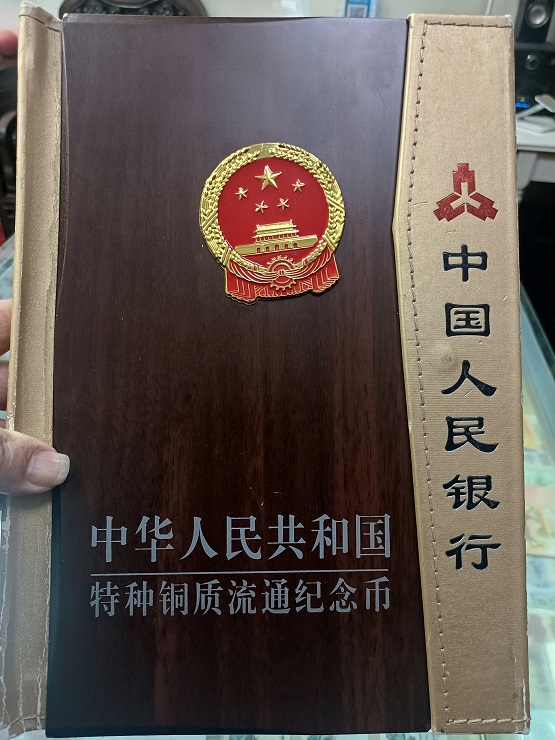 中华人民共和国
特种铜质流通纪念币
中国人民银行